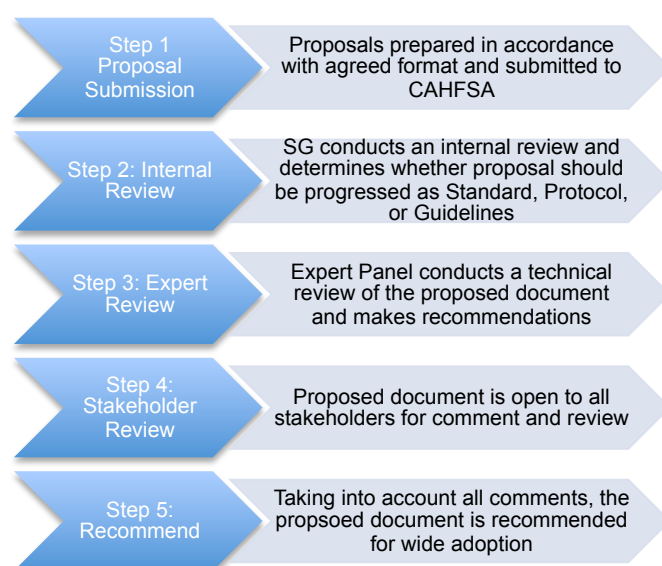 Step 1
Proposal
Submission
Proposals prepared in accordance
with agreed format and submitted to
CAHFSA
Step 2: Internal
Review
SG conducts an internal review and
determines whether proposal should
be progressed as Standard, Protocol,
or Guidelines
Step 3: Expert
Review
Expert Panel conducts a technical
review of the proposed document
and makes recommendations
Step 4:
Stakeholder
Review
Proposed document is open to all
stakeholders for comment and review
Step 5:
Recommend
Taking into account all comments, the
propsoed document is recommended
for wide adoption